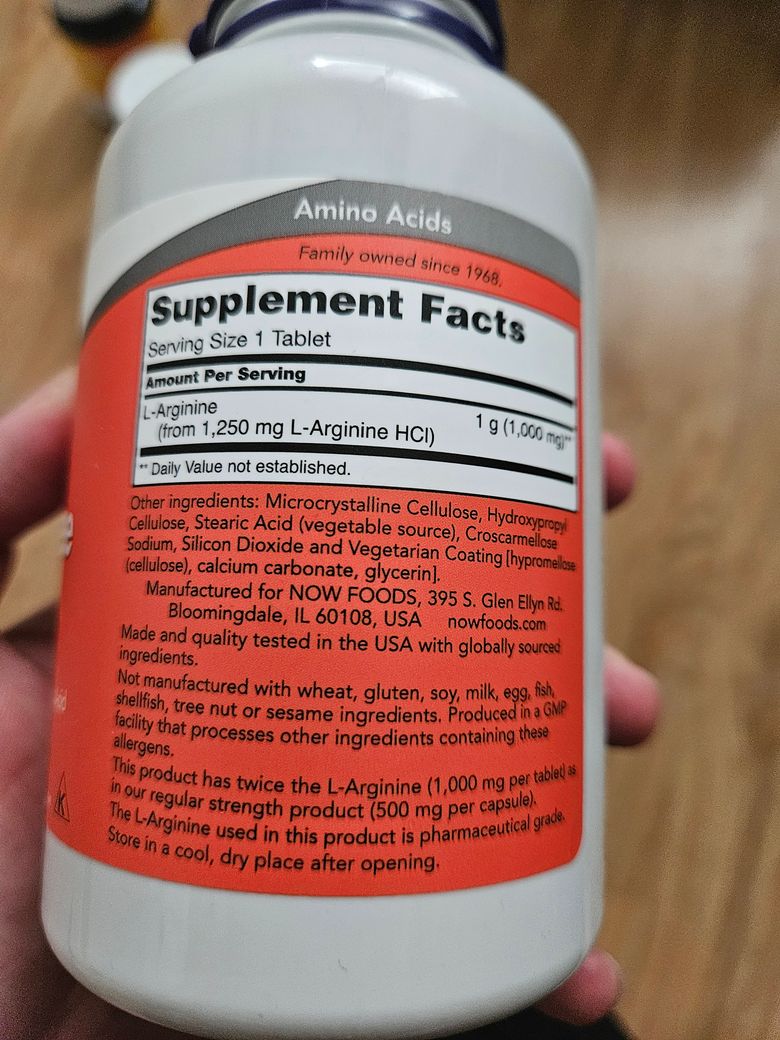 Amino Acids
Family owned since 1968.
Supplement Facts
Serving Size 1 Tablet
Amount Per Serving
L-Arginine
(from 1,250 mg L-Arginine HCl) 1 g (1,000 mg)**
** Daily Value not established.
Other ingredients: Microcrystalline Cellulose, Hydroxypropyl
Cellulose, Stearic Acid (vegetable source), Croscarmellose
Sodium, Silicon Dioxide and Vegetarian Coating [hypromellose
(cellulose), calcium carbonate, glycerin].
Manufactured for NOW FOODS, 395 S. Glen Ellyn Rd.
Bloomingdale, IL 60108, USA nowfoods.com
Made and quality tested in the USA with globally sourced
ingredients.
Not manufactured with wheat, gluten, soy, milk, egg, fish,
shellfish, tree nut or sesame ingredients. Produced in a GMP
facility that processes other ingredients containing these
allergens.
This product has twice the L-Arginine (1,000 mg per tablet) as
in our regular strength product (500 mg per capsule).
The L-Arginine used in this product is pharmaceutical grade.
Store in a cool, dry place after opening.
K